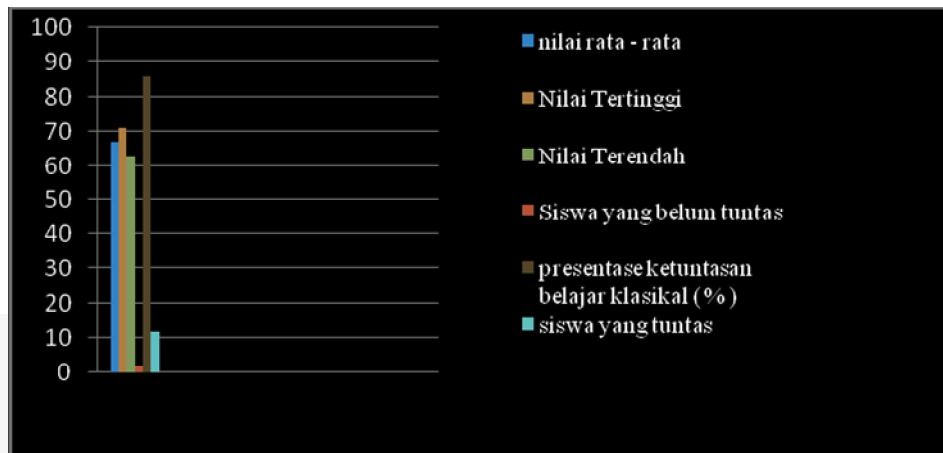 100
90
80
70
60
50
40
30
20
10
0
nilai rata - rata
Nilai Tertinggi
Nilai Terendah
Siswa yang belum tuntas
presentase ketuntasan
belajar klasikal (%)
siswa yang tuntas